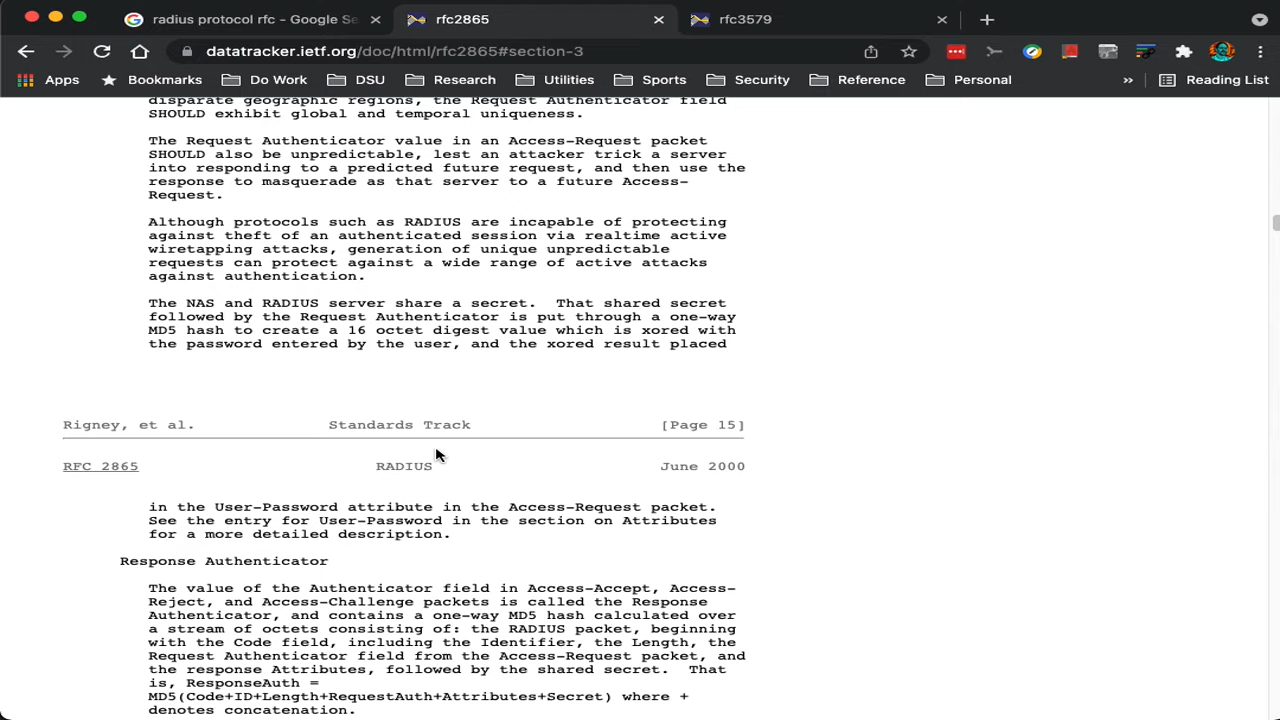 radius protocol rfc – Google Se
rfc2865
rfc3579
datatracker.ietf.org/doc/html/rfc2865#section-3
Apps
Bookmarks
Do Work
DSU
Research
Utilities
Sports
Security
Reference
Personal
»
Reading List
disparate geographic regions, the Request Authenticator field
SHOULD exhibit global and temporal uniqueness.
The Request Authenticator value in an Access-Request packet
SHOULD also be unpredictable, lest an attacker trick a server
into responding to a predicted future request, and then use the
response to masquerade as that server to a future Access-
Request.
Although protocols such as RADIUS are incapable of protecting
against theft of an authenticated session via realtime active
wiretapping attacks, generation of unique unpredictable
requests can protect against a wide range of active attacks
against authentication.
The NAS and RADIUS server share a secret.  That shared secret
followed by the Request Authenticator is put through a one-way
MD5 hash to create a 16 octet digest value which is xored with
the password entered by the user, and the xored result placed
Rigney, et al. Standards Track [Page 15]
RFC 2865 RADIUS June 2000
in the User-Password attribute in the Access-Request packet.
See the entry for User-Password in the section on Attributes
for a more detailed description.
Response Authenticator
The value of the Authenticator field in Access-Accept, Access-
Reject, and Access-Challenge packets is called the Response
Authenticator, and contains a one-way MD5 hash calculated over
a stream of octets consisting of: the RADIUS packet, beginning
with the Code field, including the Identifier, the Length, the
Request Authenticator field from the Access-Request packet, and
the response Attributes, followed by the shared secret.  That
is, ResponseAuth =
MD5(Code+ID+Length+RequestAuth+Attributes+Secret) where +
denotes concatenation.